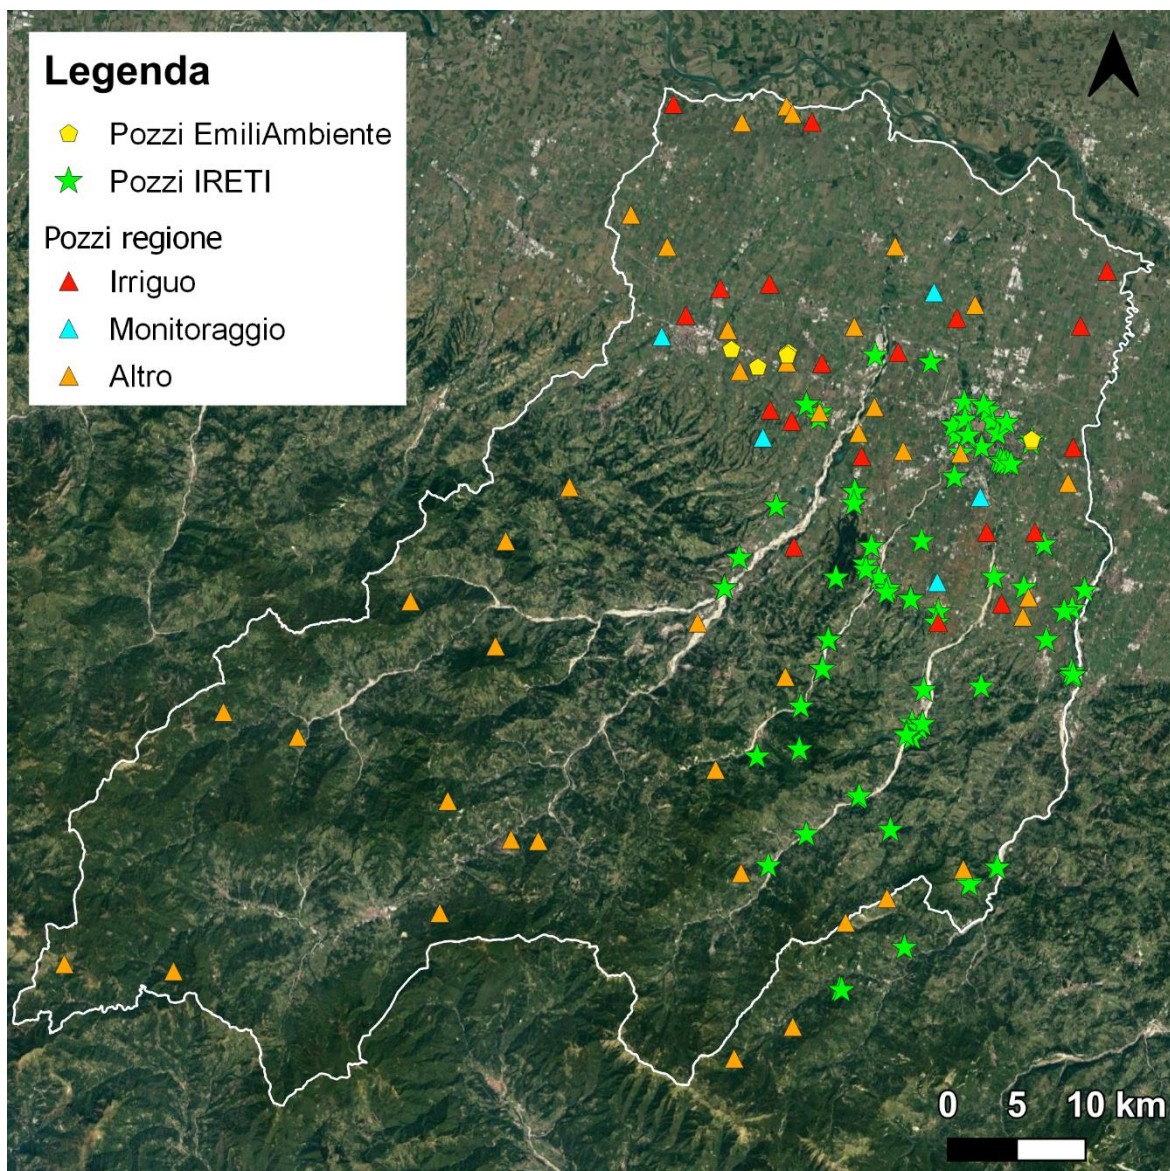 Legenda
Pozzi EmiliAmbiente
Pozzi IRETI
Pozzi regione
Irriguo
Monitoraggio
Altro
0 5 10 km